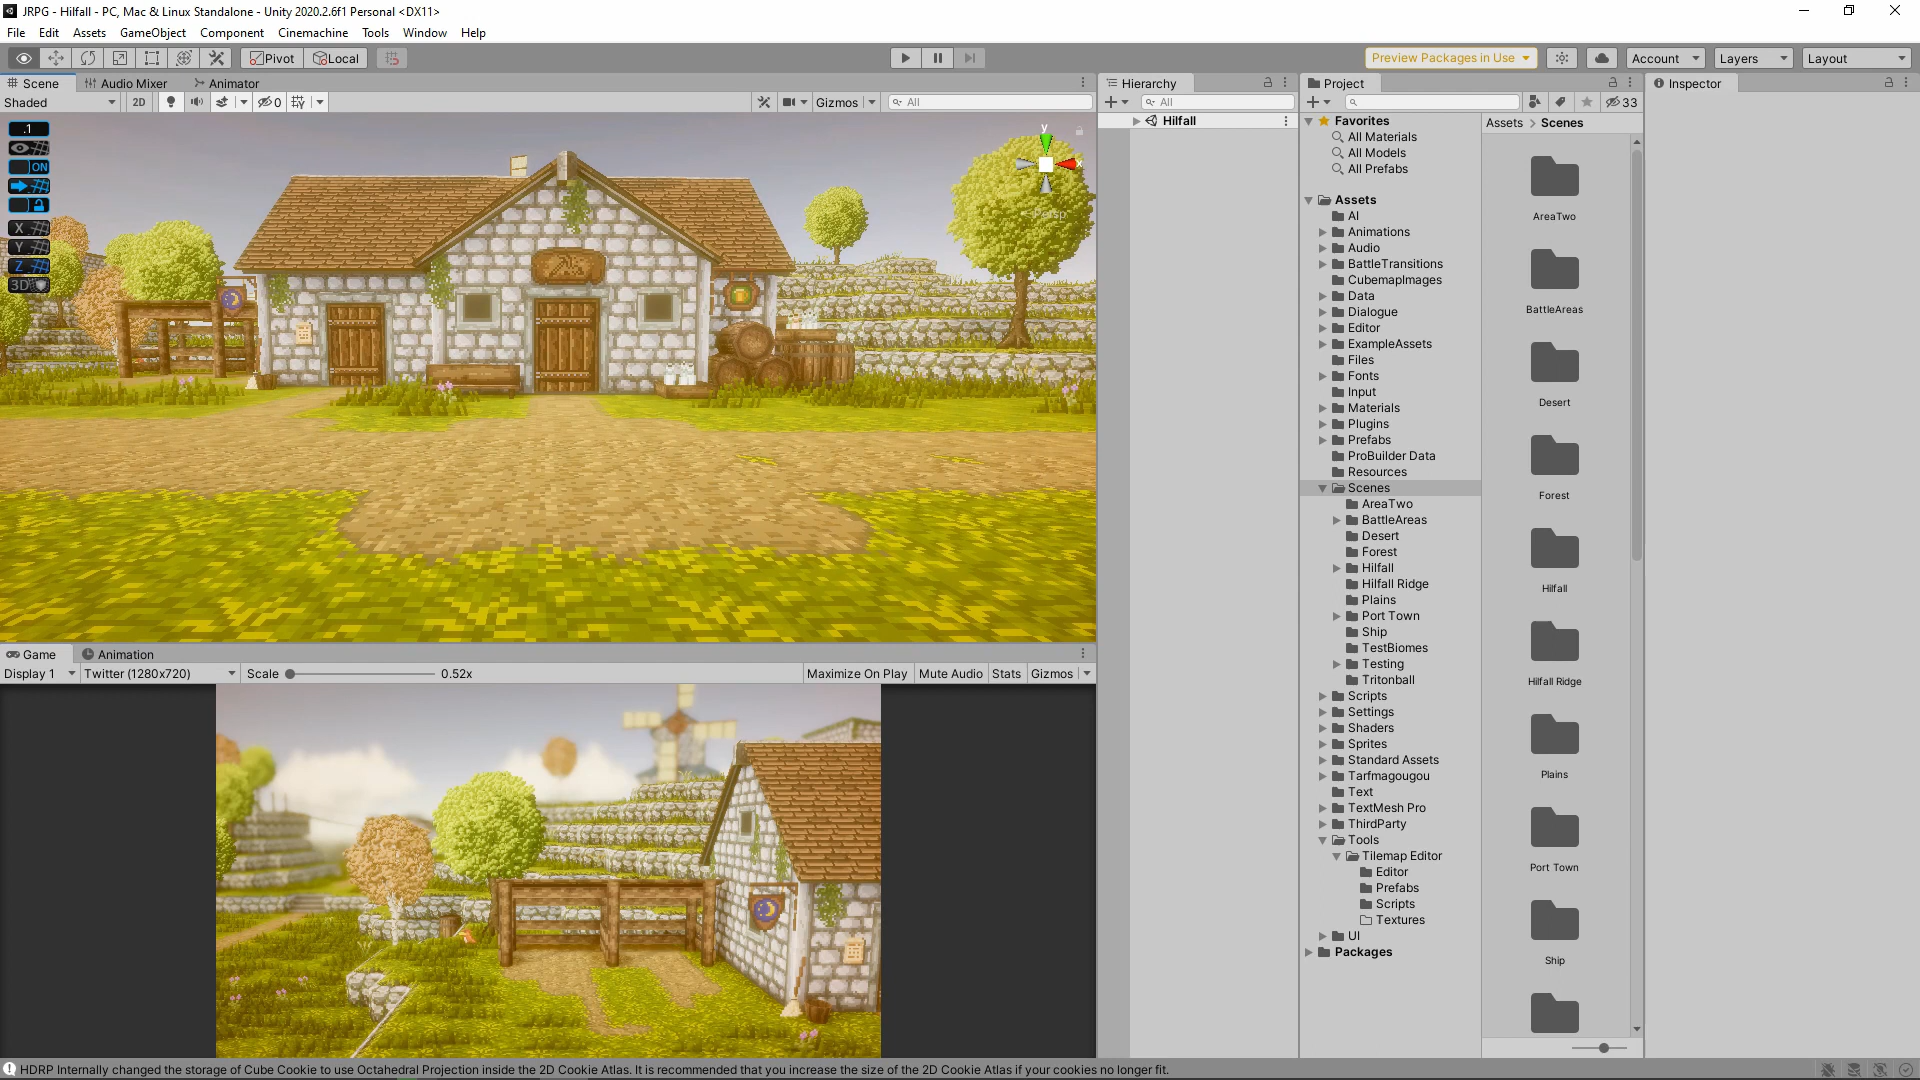 JRPG - Hilfall - PC, Mac & Linux Standalone - Unity 2020.2.6f1 Personal <DX11>
File Edit Assets GameObject Component Cinemachine Tools Window Help
Pivot Local
Preview Packages in Use
Account Layers Layout
Scene Audio Mixer Animator
Shaded 2D 0 Gizmos All
.1
ON
X
Y
Z
3D
y
x
Persp
Game Animation
Display 1 Twitter (1280x720) Scale 0.52x Maximize On Play Mute Audio Stats Gizmos
Hierarchy
All
Hilfall
Project
33
Favorites
All Materials
All Models
All Prefabs
Assets
AI
Animations
Audio
BattleTransitions
CubemapImages
Data
Dialogue
Editor
ExampleAssets
Files
Fonts
Input
Materials
Plugins
Prefabs
ProBuilder Data
Resources
Scenes
AreaTwo
BattleAreas
Desert
Forest
Hilfall
Hilfall Ridge
Plains
Port Town
Ship
TestBiomes
Testing
Tritonball
Scripts
Settings
Shaders
Sprites
Standard Assets
Tarfmagougou
Text
TextMesh Pro
ThirdParty
Tools
Tilemap Editor
Editor
Prefabs
Scripts
Textures
UI
Packages
Assets > Scenes
AreaTwo
BattleAreas
Desert
Forest
Hilfall
Hilfall Ridge
Plains
Port Town
Ship
Inspector
HDRP Internally changed the storage of Cube Cookie to use Octahedral Projection inside the 2D Cookie Atlas. It is recommended that you increase the size of the 2D Cookie Atlas if your cookies no longer fit.